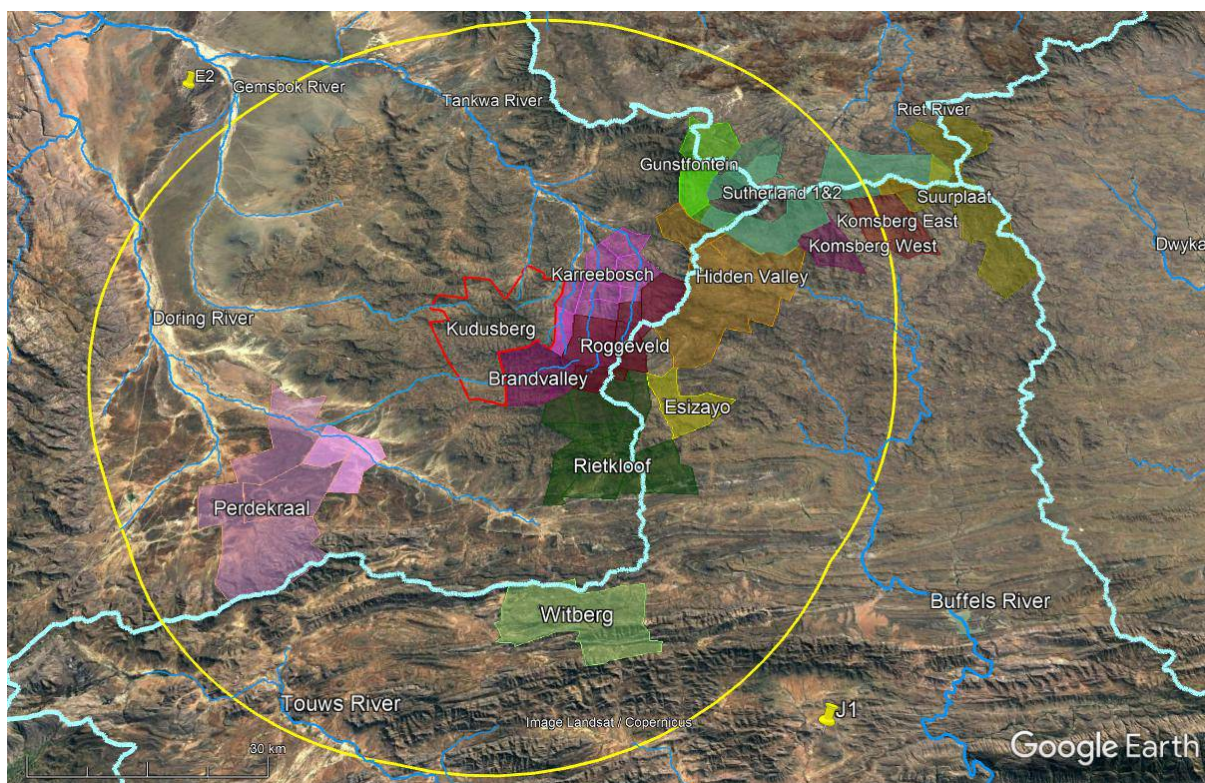 E2
Gemsbok River
Tankwa River
Riet River
Gunstfontein
Sutherland 1&2
Suurplaat
Komsberg East
Komsberg West
Dwyka
Karreebosch
Hidden Valley
Doring River
Kudusberg
Roggeveld
Brandvalley
Esizayo
Rietkloof
Perdekraal
Witberg
Buffels River
Touws River
J1
Image Landsat / Copernicus
30 km
Google Earth